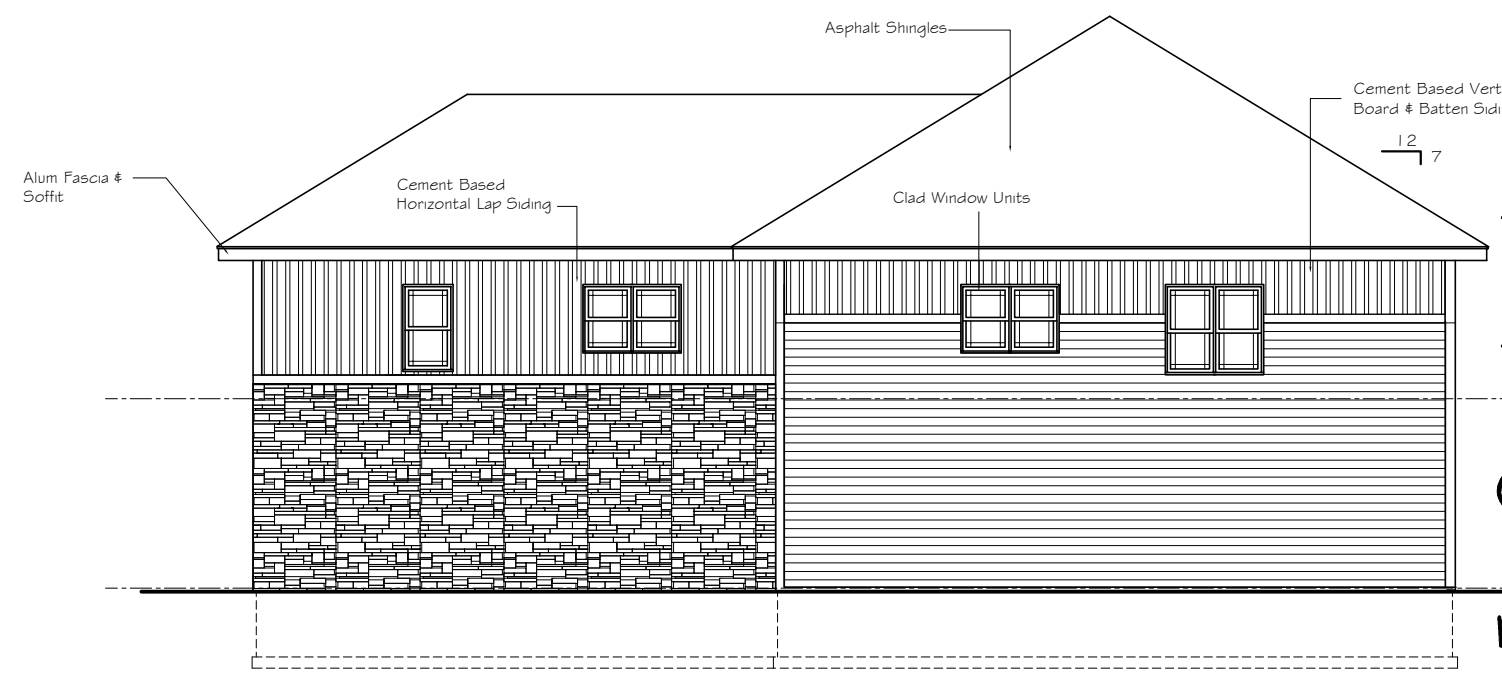 Asphalt Shingles
Cement Based Vert
Board & Batten Sidi
12
7
Alum Fascia &
Soffit
Cement Based
Horizontal Lap Siding
Clad Window Units